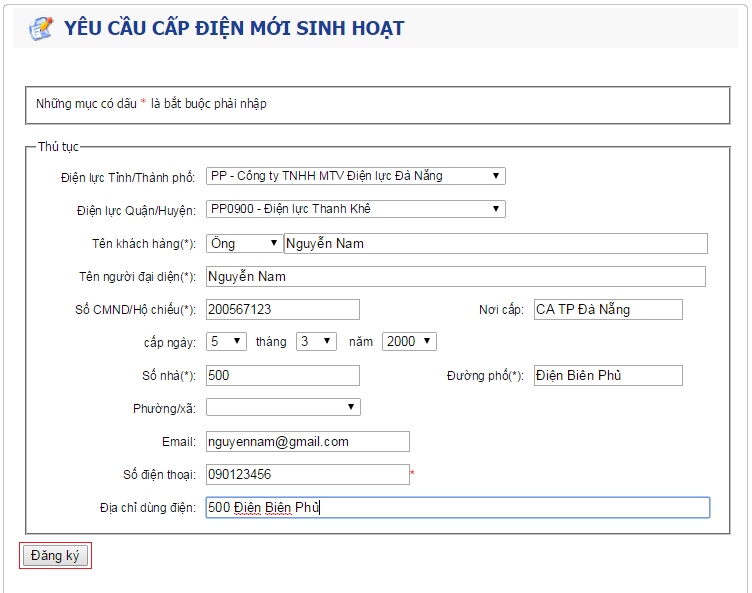 YÊU CẦU CẤP ĐIỆN MỚI SINH HOẠT
Những mục có dấu * là bắt buộc phải nhập
Thủ tục
Điện lực Tỉnh/Thành phố: PP - Công ty TNHH MTV Điện lực Đà Nẵng
Điện lực Quận/Huyện: PP0900 - Điện lực Thanh Khê
Tên khách hàng(*): Ông Nguyễn Nam
Tên người đại diện(*): Nguyễn Nam
Số CMND/Hộ chiếu(*): 200567123 Nơi cấp: CA TP Đà Nẵng
cấp ngày: 5 tháng 3 năm 2000
Số nhà(*): 500 Đường phố(*): Điện Biên Phủ
Phường/xã:
Email: nguyennam@gmail.com
Số điện thoại: 090123456 *
Địa chỉ dùng điện: 500 Điện Biên Phủ
Đăng ký